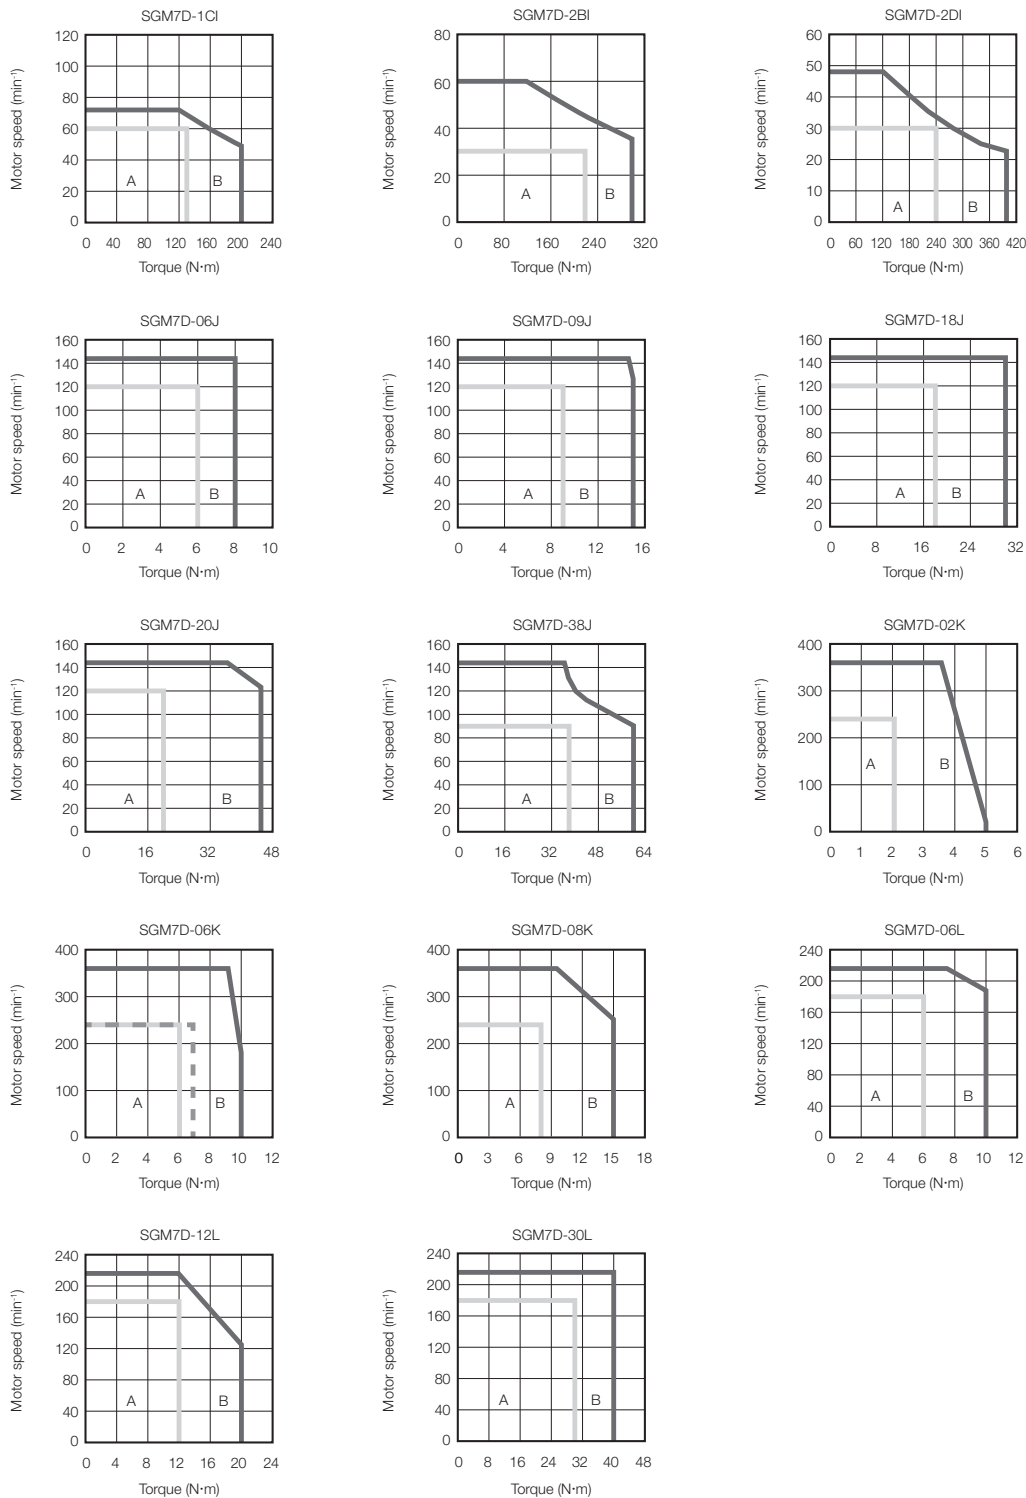 SGM7D-1CI
Motor speed (min-1)
120
100
80
60
40
20
0
A
B
0 40 80 120 160 200 240
Torque (N·m)
SGM7D-2BI
Motor speed (min-1)
80
60
40
20
0
A
B
0 80 160 240 320
Torque (N·m)
SGM7D-2DI
Motor speed (min-1)
60
50
40
30
20
10
0
A
B
0 60 120 180 240 300 360 420
Torque (N·m)
SGM7D-06J
Motor speed (min-1)
160
140
120
100
80
60
40
20
0
A
B
0 2 4 6 8 10
Torque (N·m)
SGM7D-09J
Motor speed (min-1)
160
140
120
100
80
60
40
20
0
A
B
0 4 8 12 16
Torque (N·m)
SGM7D-18J
Motor speed (min-1)
160
140
120
100
80
60
40
20
0
A
B
0 8 16 24 32
Torque (N·m)
SGM7D-20J
Motor speed (min-1)
160
140
120
100
80
60
40
20
0
A
B
0 16 32 48
Torque (N·m)
SGM7D-38J
Motor speed (min-1)
160
140
120
100
80
60
40
20
0
A
B
0 16 32 48 64
Torque (N·m)
SGM7D-02K
Motor speed (min-1)
400
300
200
100
0
A
B
0 1 2 3 4 5 6
Torque (N·m)
SGM7D-06K
Motor speed (min-1)
400
300
200
100
0
A
B
0 2 4 6 8 10 12
Torque (N·m)
SGM7D-08K
Motor speed (min-1)
400
300
200
100
0
A
B
0 3 6 9 12 15 18
Torque (N·m)
SGM7D-06L
Motor speed (min-1)
240
200
160
120
80
40
0
A
B
0 2 4 6 8 10 12
Torque (N·m)
SGM7D-12L
Motor speed (min-1)
240
200
160
120
80
40
0
A
B
0 4 8 12 16 20 24
Torque (N·m)
SGM7D-30L
Motor speed (min-1)
240
200
160
120
80
40
0
A
B
0 8 16 24 32 40 48
Torque (N·m)